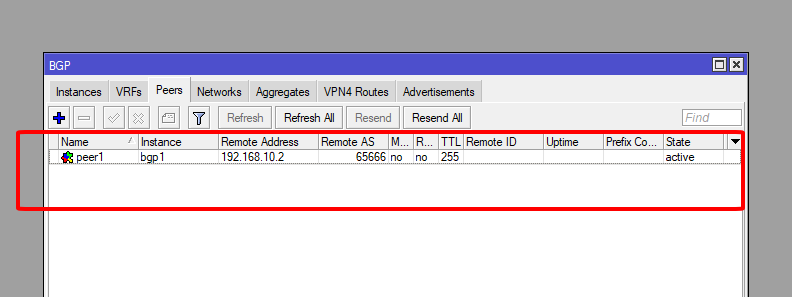 BGP
Instances VRFs Peers Networks Aggregates VPN4 Routes Advertisements
Refresh Refresh All Resend Resend All Find
Name Instance Remote Address Remote AS M... R... TTL Remote ID Uptime Prefix Co... State
peer1 bgp1 192.168.10.2 65666 no no 255 active